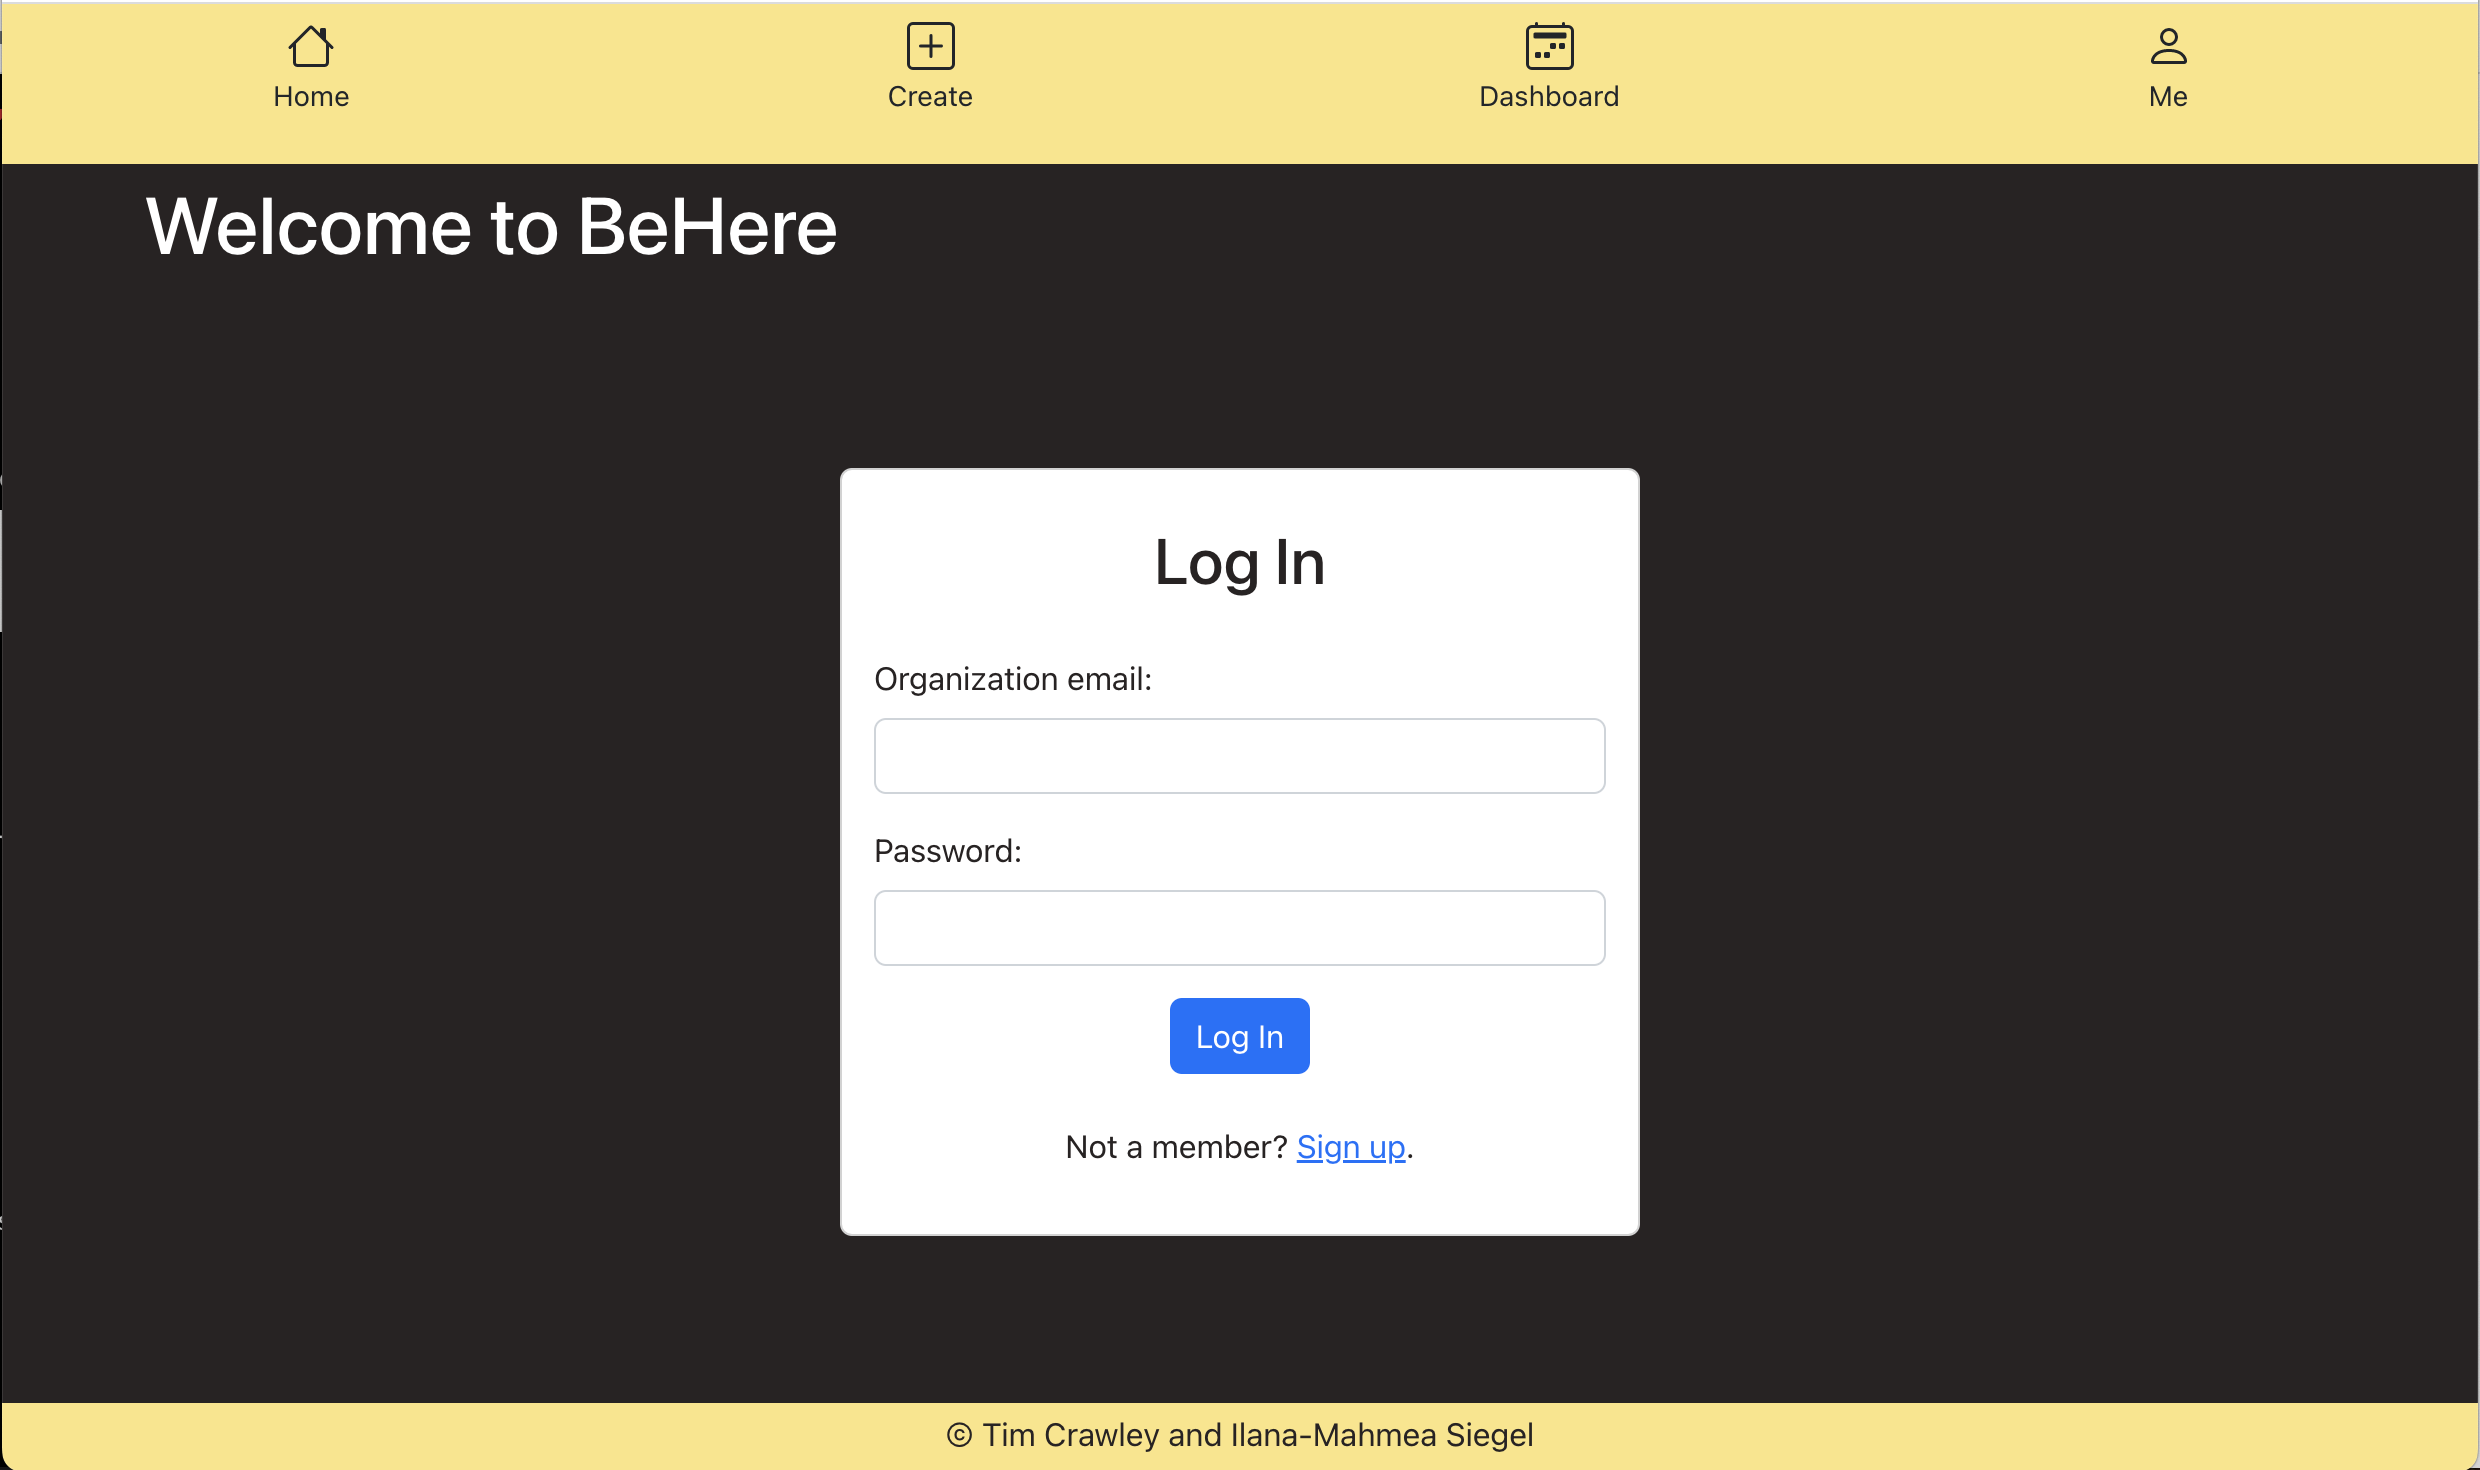 Home
Create
Dashboard
Me
Welcome to BeHere
Log In
Organization email:
Password:
Log In
Not a member? Sign up.
© Tim Crawley and Ilana-Mahmea Siegel